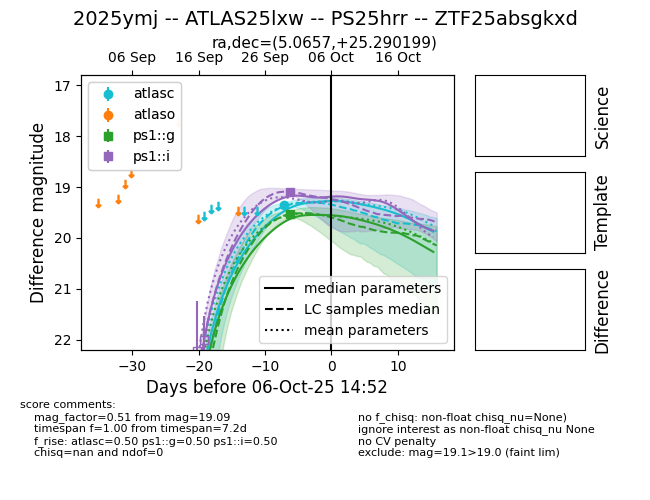 2025ymj -- ATLAS25lxw -- PS25hrr -- ZTF25absgkxd
ra,dec=(5.0657,+25.290199)
06 Sep 16 Sep 26 Sep 06 Oct 16 Oct
17
18
19
20
21
22
Difference magnitude
atlasc
atlaso
ps1::g
ps1::i
median parameters
LC samples median
mean parameters
−30 −20 −10 0 10
Days before 06-Oct-25 14:52
Science
Template
Difference
score comments:
mag_factor=0.51 from mag=19.09
timespan f=1.00 from timespan=7.2d
f_rise: atlasc=0.50 ps1::g=0.50 ps1::i=0.50
chisq=nan and ndof=0
no f_chisq: non-float chisq_nu=None)
ignore interest as non-float chisq_nu None
no CV penalty
exclude: mag=19.1>19.0 (faint lim)